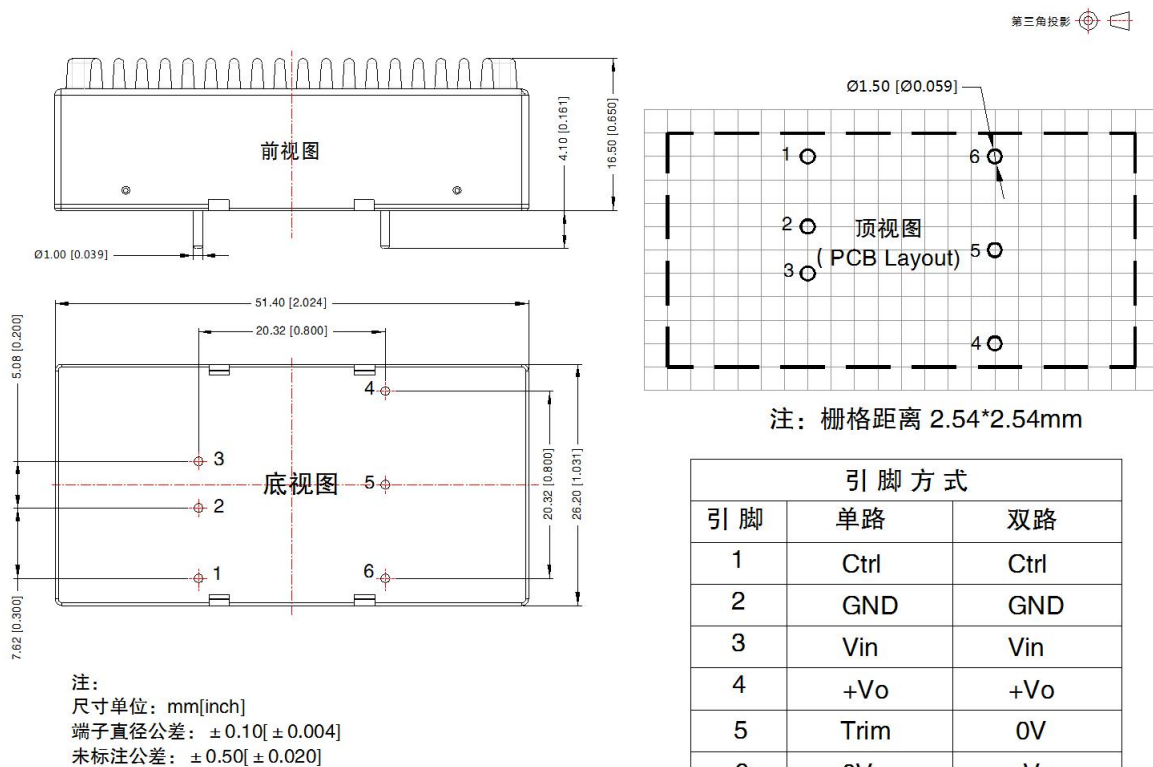 第三角投影
前视图
4.10 [0.161]
16.50 [0.650]
Ø1.00 [0.039]
Ø1.50 [Ø0.059]
1
6
2
顶视图
5
( PCB Layout)
3
4
注：栅格距离 2.54*2.54mm
51.40 [2.024]
20.32 [0.800]
5.08 [0.200]
4
3
底视图
5
2
20.32 [0.800]
26.20 [1.031]
1
6
7.62 [0.300]
注：
尺寸单位：mm[inch]
端子直径公差：±0.10[±0.004]
未标注公差：±0.50[±0.020]
引 脚 方 式
引 脚 单路 双路
1 Ctrl Ctrl
2 GND GND
3 Vin Vin
4 +Vo +Vo
5 Trim 0V